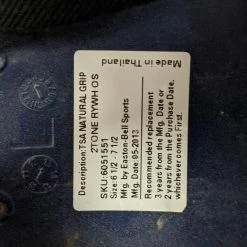 Description: TSA NATURAL GRIP
2TONE RYWH OS
SKU: 6051551
Size: 6 1/2 - 7 1/2
Mfg. by Easton-Bell Sports
Mfg. Date: 05-2013
Recommended replacement
3 years from the Mfg. Date or
2 years from the Purchase Date,
whichever comes First.
Made in Thailand